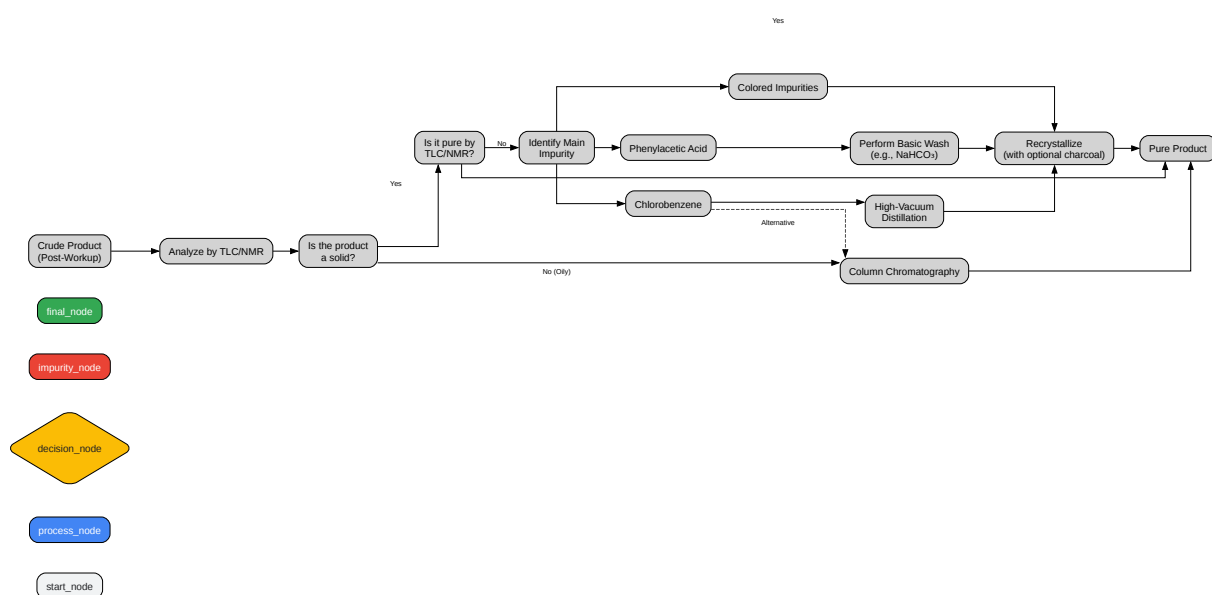 Yes
Colored Impurities
Is it pure by
TLC/NMR?
No
Identify Main
Impurity
Phenylacetic Acid
Perform Basic Wash
(e.g., NaHCO₃)
Recrystallize
(with optional charcoal)
Pure Product
Yes
Chlorobenzene
High-Vacuum
Distillation
Alternative
Crude Product
(Post-Workup)
Analyze by TLC/NMR
Is the product
a solid?
No (Oily)
Column Chromatography
final_node
impurity_node
decision_node
process_node
start_node